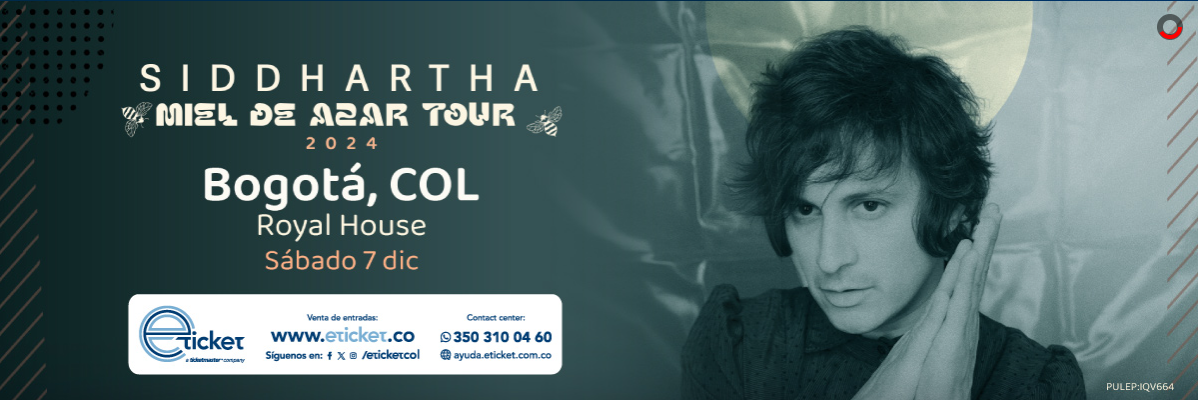 SIDDHARTHA
MIEL DE AZAR TOUR
2024
Bogotá, COL
Royal House
Sábado 7 dic
eticket
a ticketmaster company
Venta de entradas:
www.eticket.co
Síguenos en: /eticketcol
Contact center:
350 310 04 60
ayuda.eticket.com.co
PULEP:IQV664